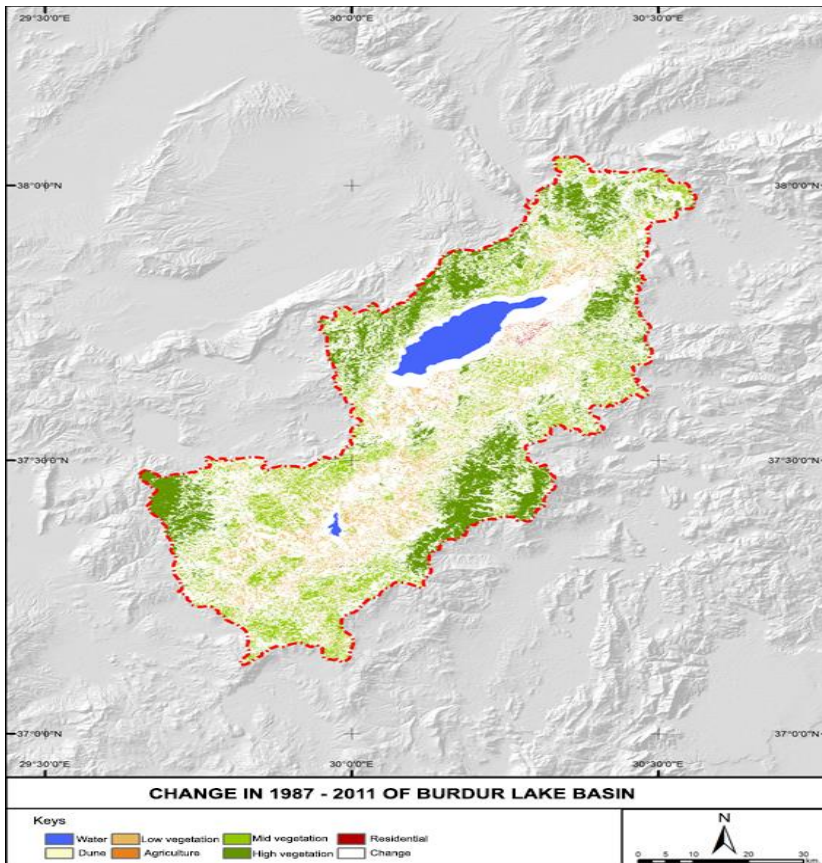 29°30'0"E 30°0'0"E 30°30'0"E
38°0'0"N 38°0'0"N
37°30'0"N 37°30'0"N
37°0'0"N 37°0'0"N
29°30'0"E 30°0'0"E 30°30'0"E
CHANGE IN 1987 - 2011 OF BURDUR LAKE BASIN
Keys
Water Low vegetation Mid vegetation Residential
Dune Agriculture High vegetation Change
N
0 5 10 20 30
km